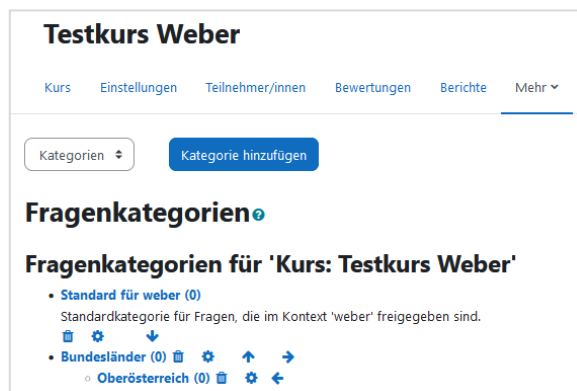 Testkurs Weber
Kurs Einstellungen Teilnehmer/innen Bewertungen Berichte Mehr
Kategorien Kategorie hinzufügen
Fragenkategorien
Fragenkategorien für 'Kurs: Testkurs Weber'
Standard für weber (0)
Standardkategorie für Fragen, die im Kontext 'weber' freigegeben sind.
Bundesländer (0)
Oberösterreich (0)